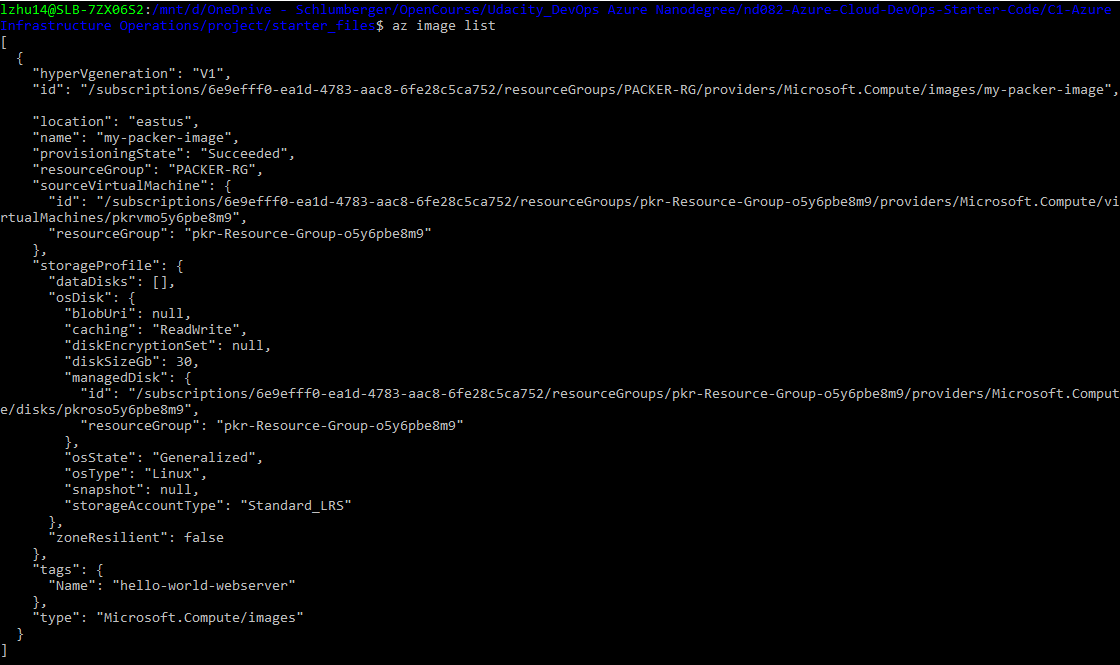 lzhu14@SLB-7ZX06S2:/mnt/d/OneDrive - Schlumberger/OpenCourse/Udacity_DevOps Azure Nanodegree/nd082-Azure-Cloud-DevOps-Starter-Code/C1-Azure
Infrastructure Operations/project/starter_files$ az image list
[
  {
    "hyperVgeneration": "V1",
    "id": "/subscriptions/6e9efff0-ea1d-4783-aac8-6fe28c5ca752/resourceGroups/PACKER-RG/providers/Microsoft.Compute/images/my-packer-image",
    "location": "eastus",
    "name": "my-packer-image",
    "provisioningState": "Succeeded",
    "resourceGroup": "PACKER-RG",
    "sourceVirtualMachine": {
      "id": "/subscriptions/6e9efff0-ea1d-4783-aac8-6fe28c5ca752/resourceGroups/pkr-Resource-Group-o5y6pbe8m9/providers/Microsoft.Compute/vi
rtualMachines/pkrvmo5y6pbe8m9",
      "resourceGroup": "pkr-Resource-Group-o5y6pbe8m9"
    },
    "storageProfile": {
      "dataDisks": [],
      "osDisk": {
        "blobUri": null,
        "caching": "ReadWrite",
        "diskEncryptionSet": null,
        "diskSizeGb": 30,
        "managedDisk": {
          "id": "/subscriptions/6e9efff0-ea1d-4783-aac8-6fe28c5ca752/resourceGroups/pkr-Resource-Group-o5y6pbe8m9/providers/Microsoft.Comput
e/disks/pkroso5y6pbe8m9",
          "resourceGroup": "pkr-Resource-Group-o5y6pbe8m9"
        },
        "osState": "Generalized",
        "osType": "Linux",
        "snapshot": null,
        "storageAccountType": "Standard_LRS"
      },
      "zoneResilient": false
    },
    "tags": {
      "Name": "hello-world-webserver"
    },
    "type": "Microsoft.Compute/images"
  }
]